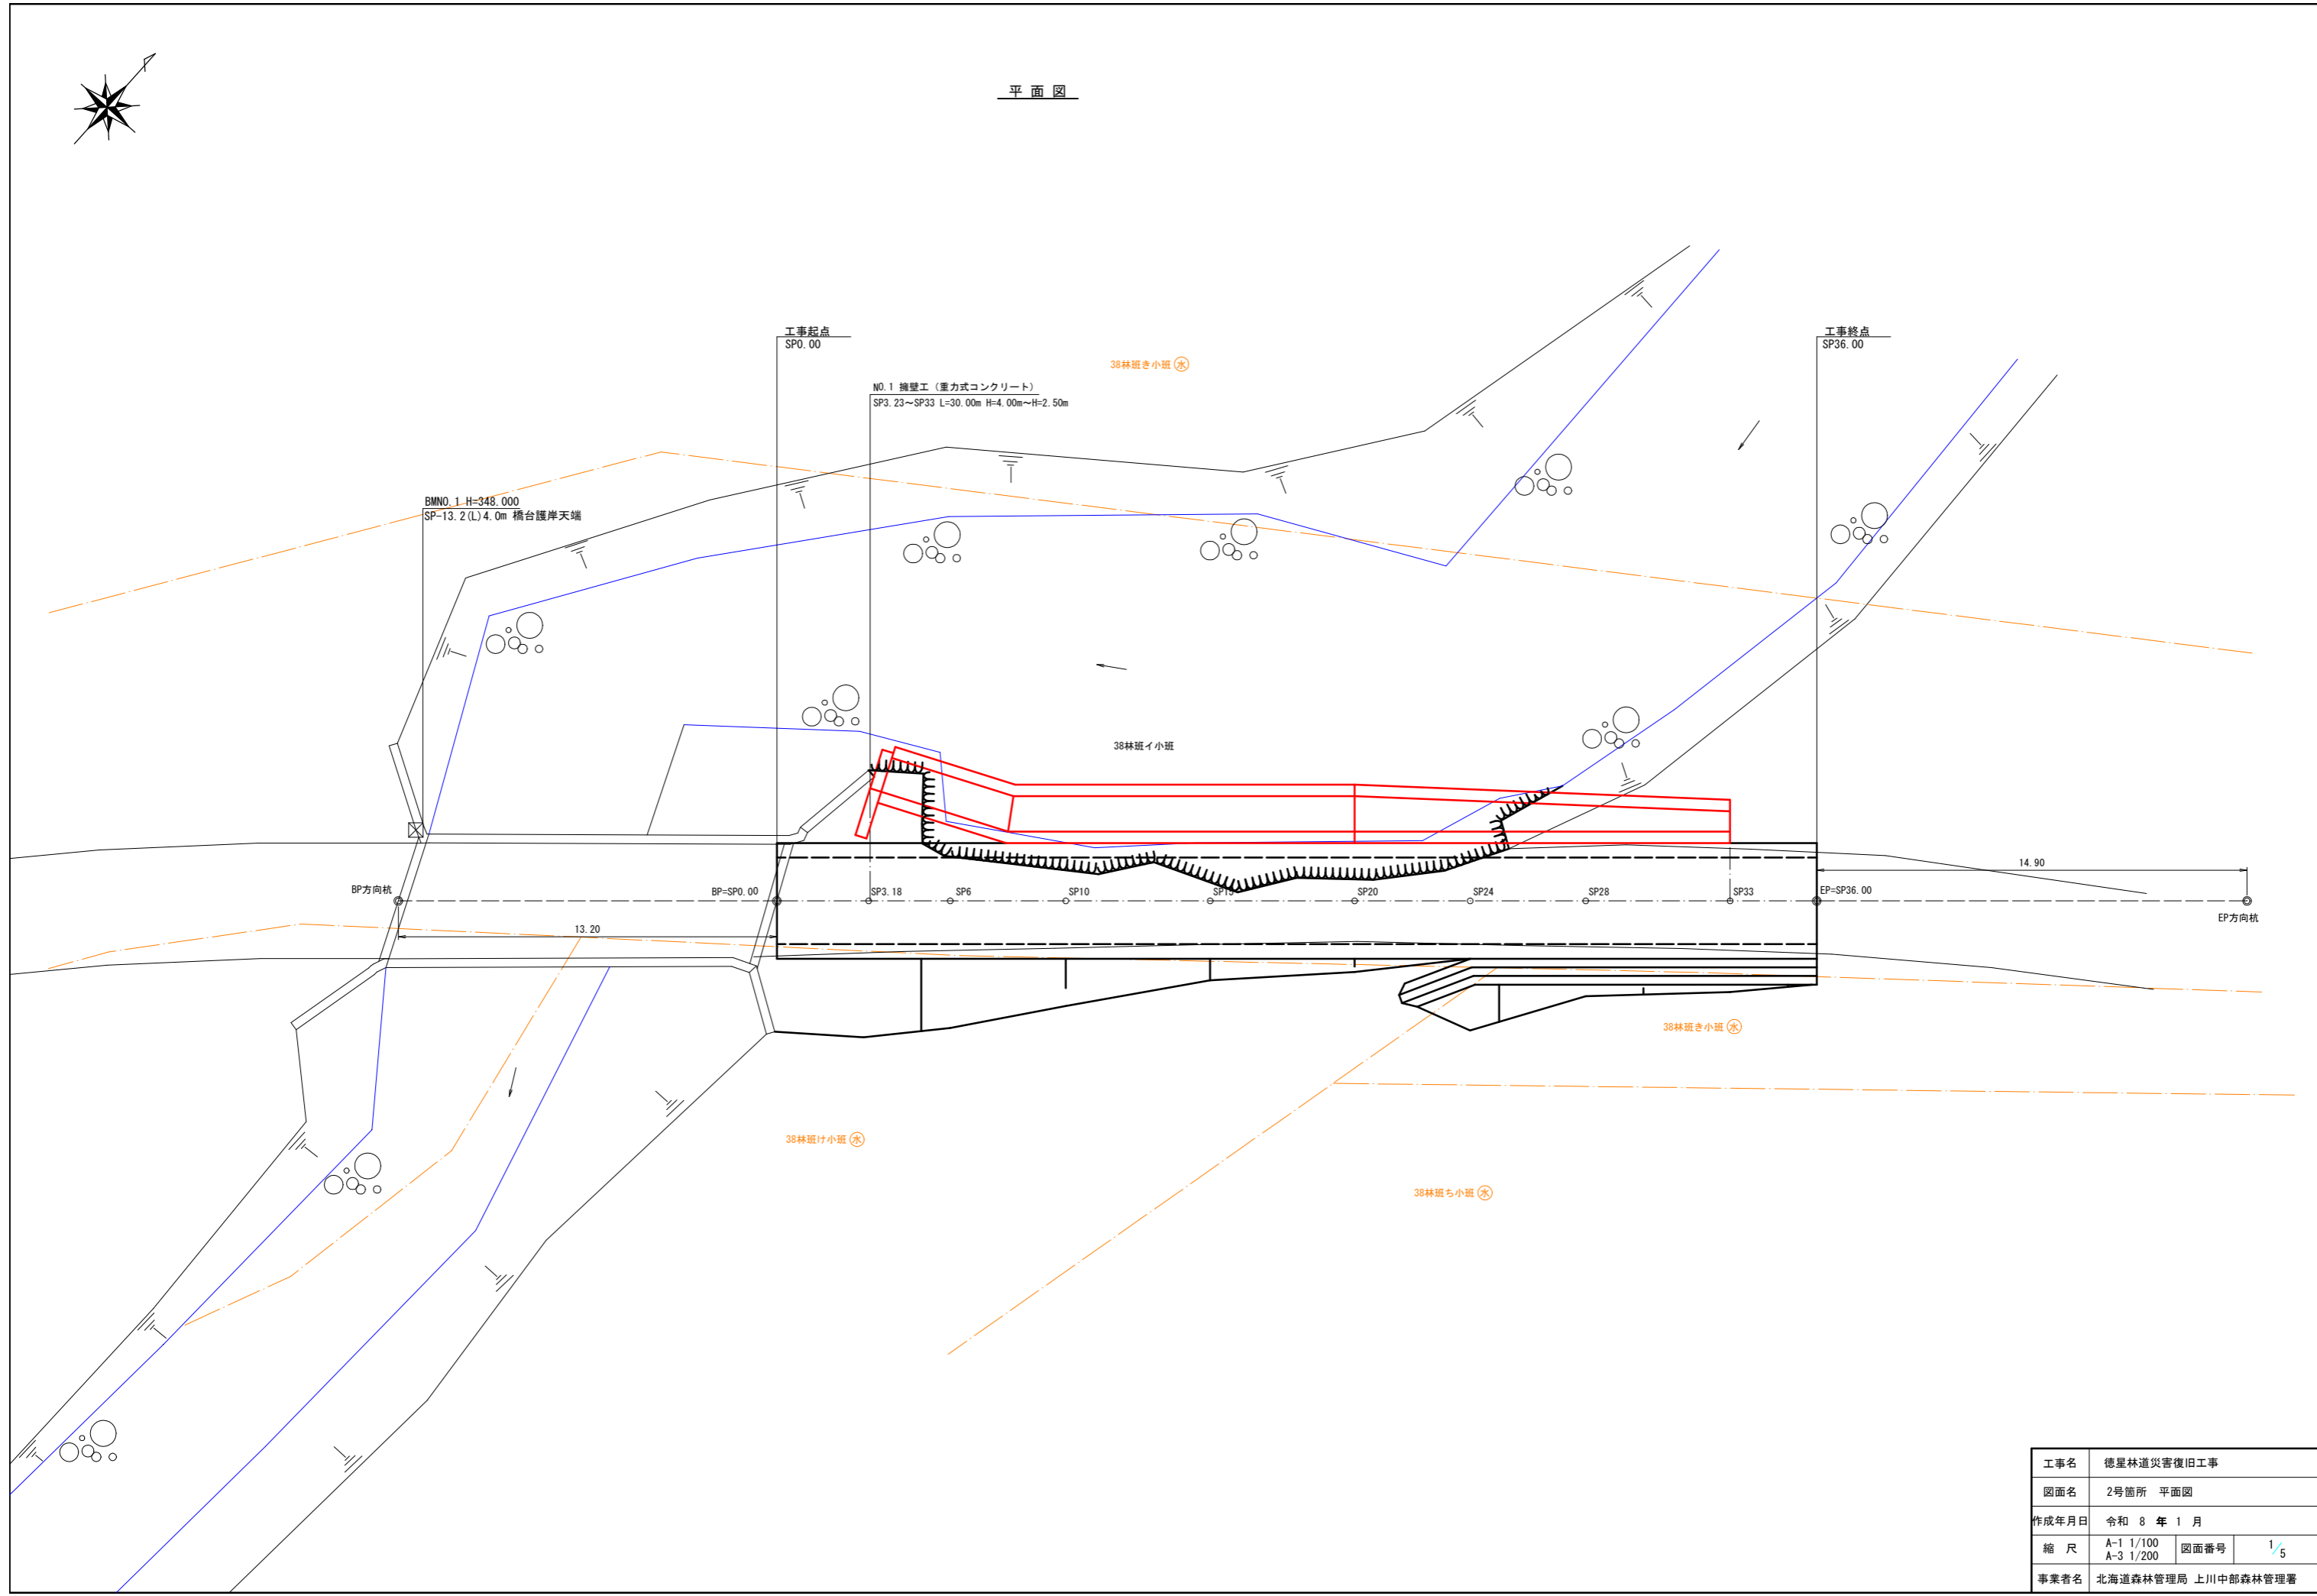 平 面 図
工事起点
SP0.00
工事終点
SP36.00
38林班き小班 水
NO.1 擁壁工（重力式コンクリート）
SP3.23～SP33 L=30.00m H=4.00m～H=2.50m
BMNO.1 H=348.000
SP-13.2(L)4.0m 橋台護岸天端
38林班イ小班
14.90
BP方向杭
BP=SP0.00
SP3.18
SP6
SP10
SP15
SP20
SP24
SP28
SP33
EP=SP36.00
EP方向杭
13.20
38林班き小班 水
38林班け小班 水
38林班ち小班 水
工事名 徳星林道災害復旧工事
図面名 2号箇所 平面図
作成年月日 令和 8 年 1 月
縮 尺 A-1 1/100 A-3 1/200 図面番号 1/5
事業者名 北海道森林管理局 上川中部森林管理署